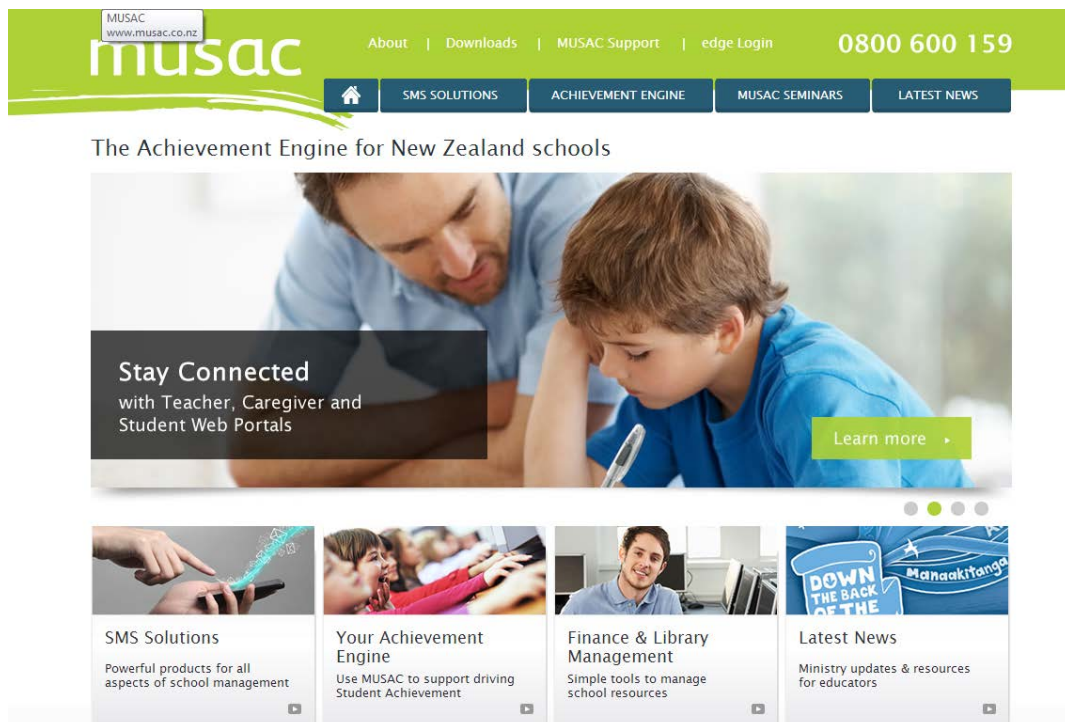 MUSAC
www.musac.co.nz
musac
About | Downloads | MUSAC Support | edge Login
0800 600 159
SMS SOLUTIONS
ACHIEVEMENT ENGINE
MUSAC SEMINARS
LATEST NEWS
The Achievement Engine for New Zealand schools
Stay Connected
with Teacher, Caregiver and
Student Web Portals
Learn more
DOWN
THE BACK
OF THE
Manaakitanga
SMS Solutions
Powerful products for all
aspects of school management
Your Achievement
Engine
Use MUSAC to support driving
Student Achievement
Finance & Library
Management
Simple tools to manage
school resources
Latest News
Ministry updates & resources
for educators